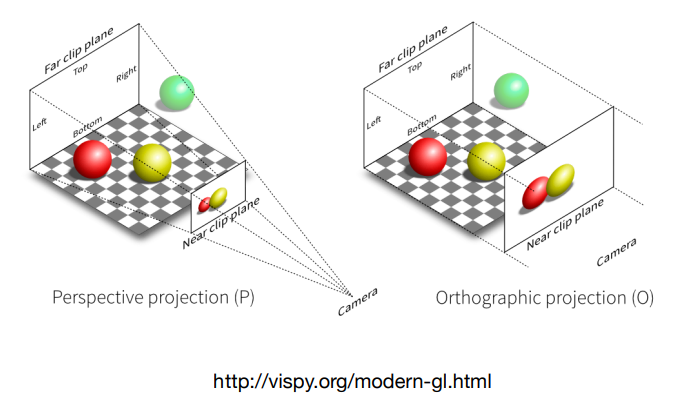 Far clip plane
Top
Right
Left
Bottom
Near clip plane
Camera
Perspective projection (P)
Far clip plane
Top
Right
Left
Bottom
Near clip plane
Camera
Orthographic projection (O)
http://vispy.org/modern-gl.html